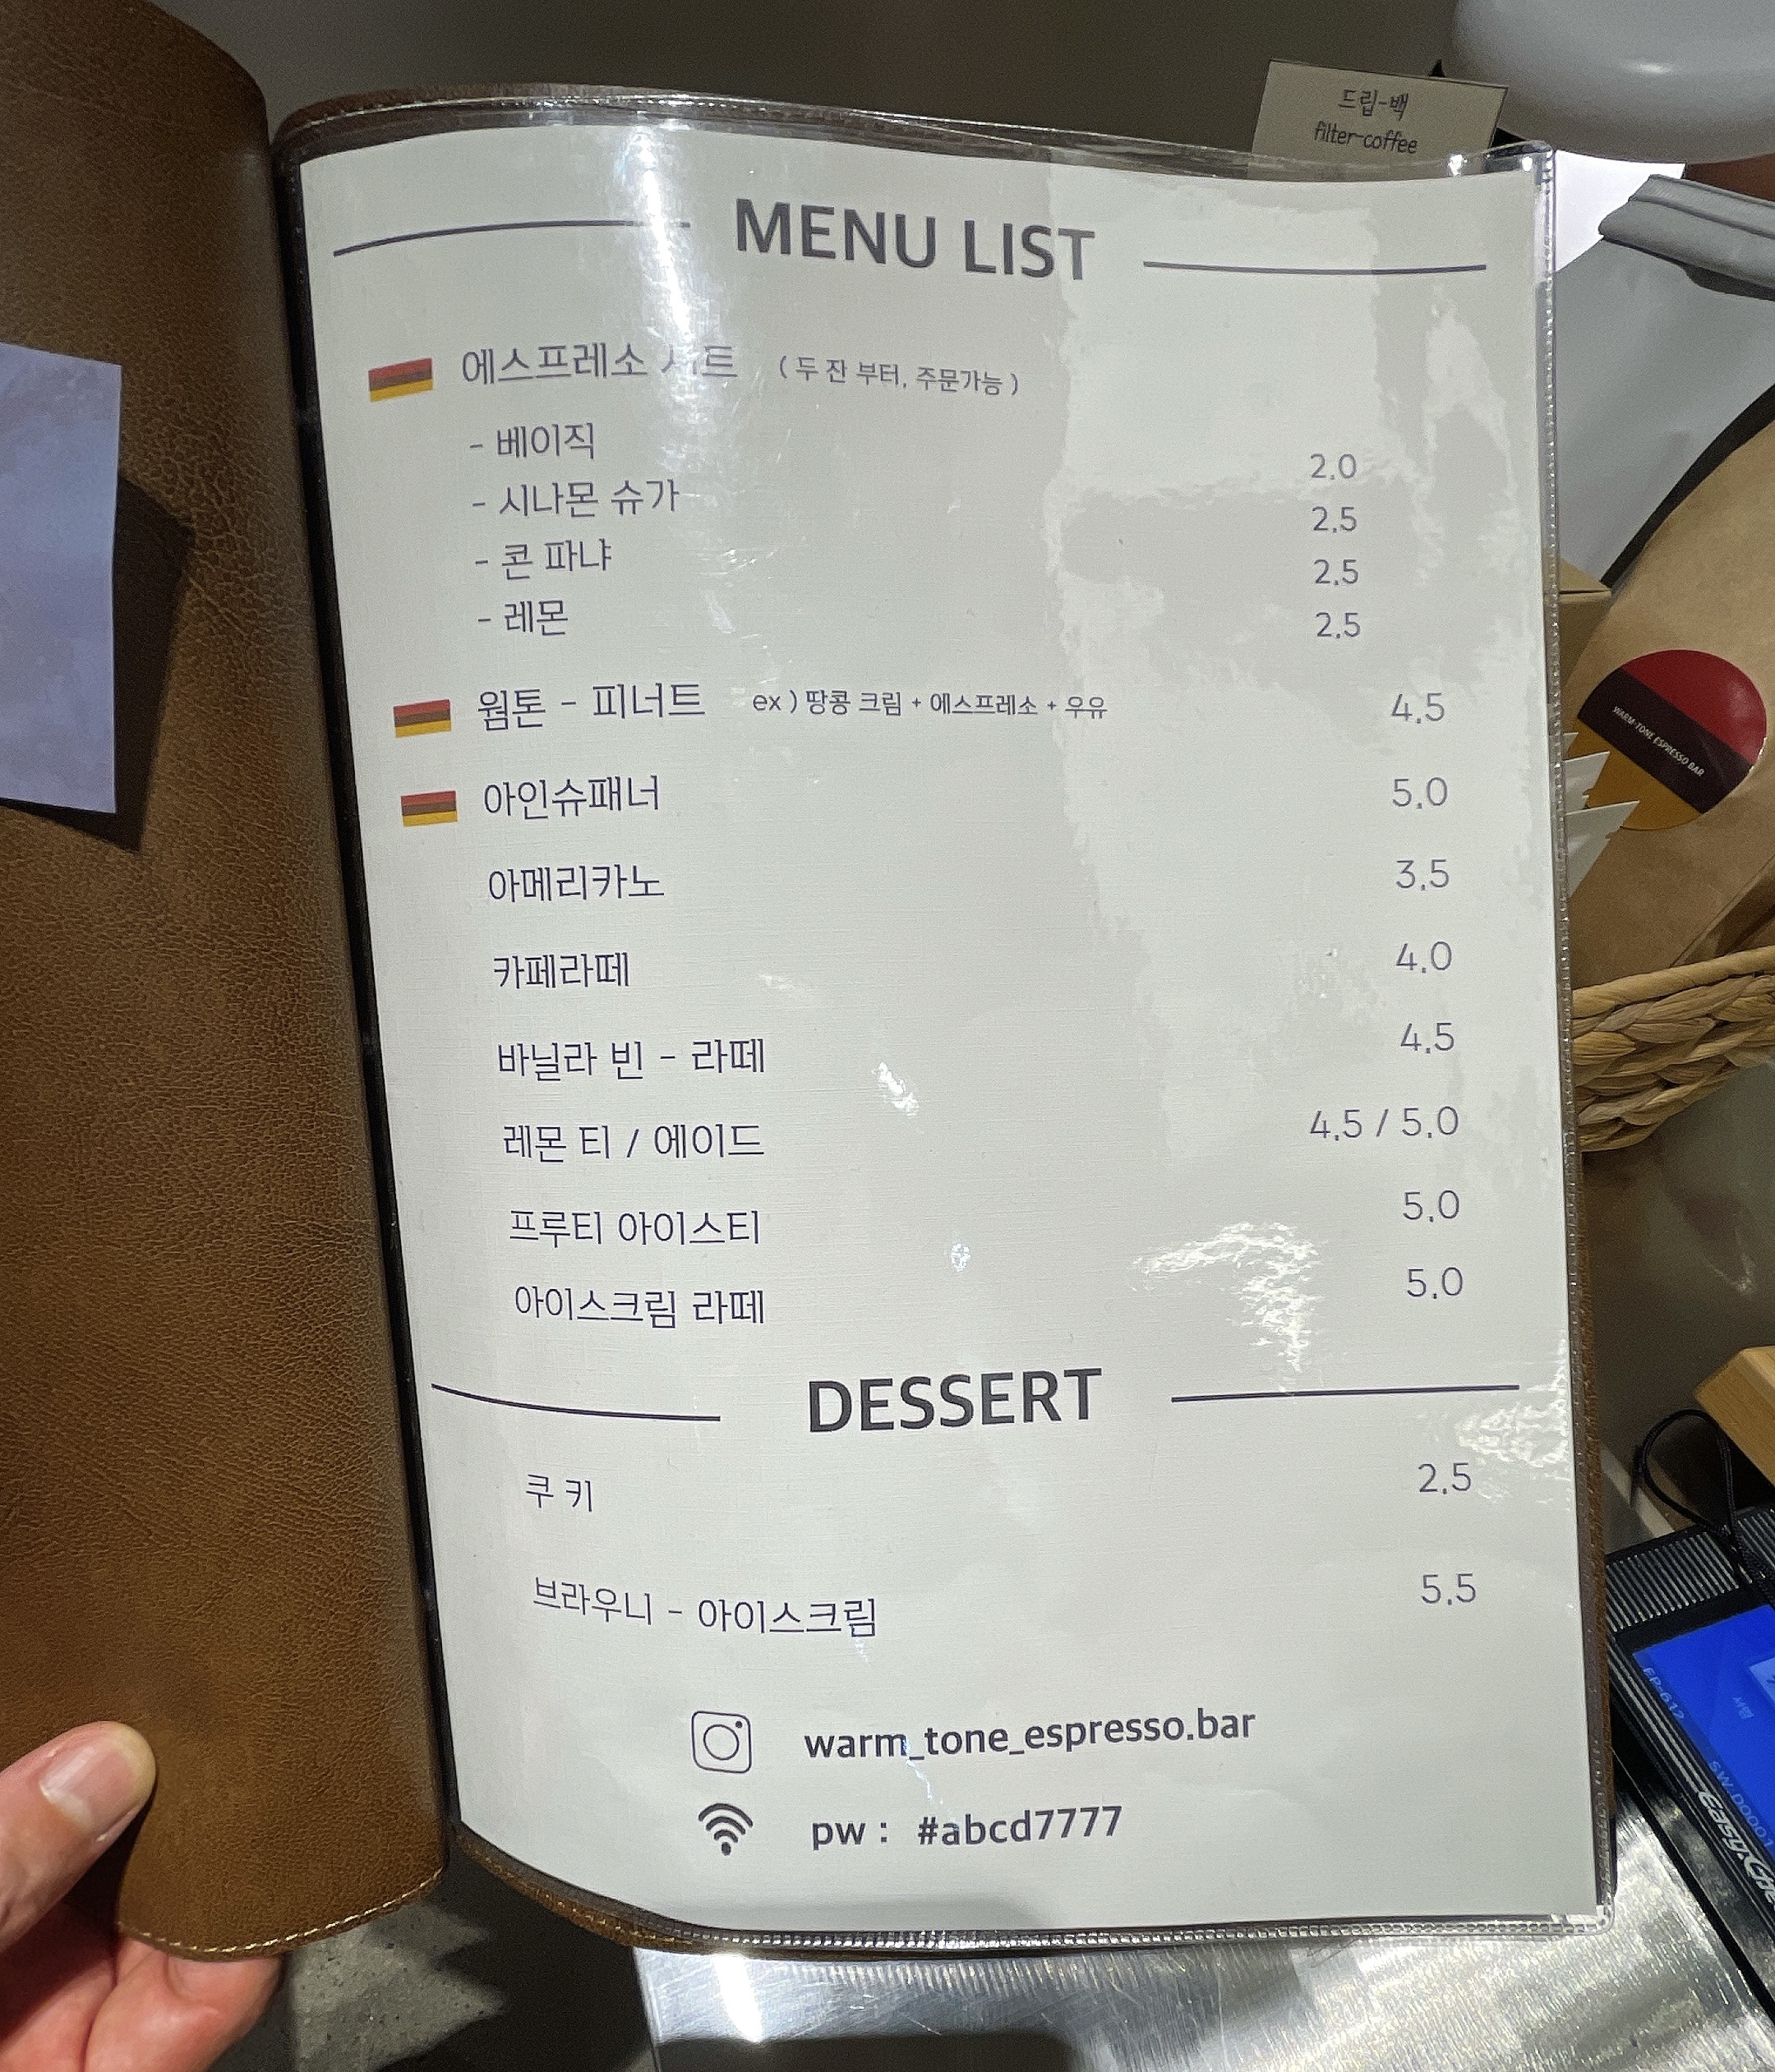 드립-백
filter-coffee
MENU LIST
에스프레소 (두 잔 부터, 주문가능)
- 베이직 2.0
- 시나몬 슈가 2.5
- 콘 파냐 2.5
- 레몬 2.5
웜톤 - 피너트 ex) 땅콩 크림 + 에스프레소 + 우유 4.5
아인슈패너 5.0
아메리카노 3.5
카페라떼 4.0
바닐라 빈 - 라떼 4.5
레몬 티 / 에이드 4.5 / 5.0
프루티 아이스티 5.0
아이스크림 라떼 5.0
DESSERT
쿠 키 2.5
브라우니 - 아이스크림 5.5
warm_tone_espresso.bar
pw : #abcd7777
WARM-TONE ESPRESSO BAR
EP-612
서명